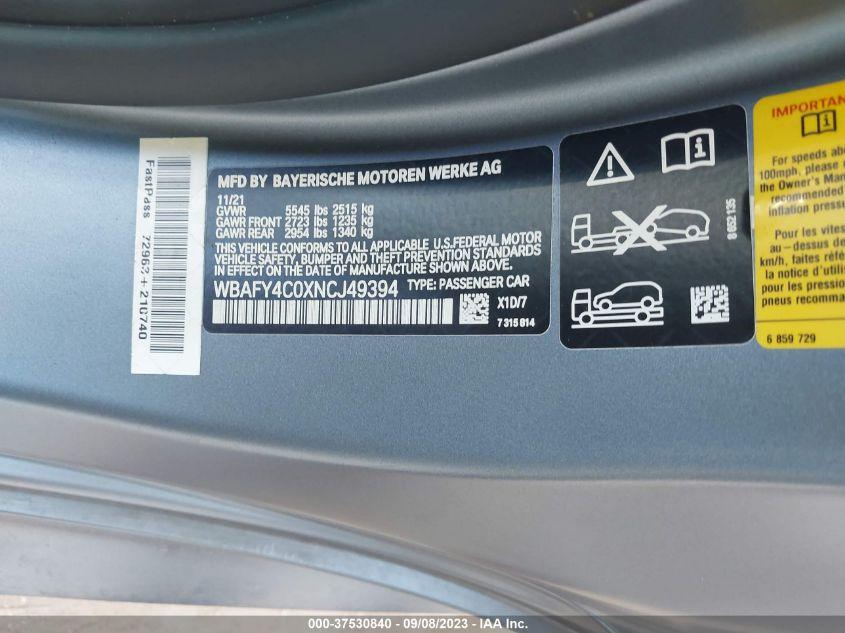 FastPass 72963+210740
MFD BY BAYERISCHE MOTOREN WERKE AG
11/21
GVWR 5545 lbs 2515 kg
GAWR FRONT 2723 lbs 1235 kg
GAWR REAR 2954 lbs 1340 kg
THIS VEHICLE CONFORMS TO ALL APPLICABLE U.S.FEDERAL MOTOR
VEHICLE SAFETY, BUMPER AND THEFT PREVENTION STANDARDS
IN EFFECT ON THE DATE OF MANUFACTURE SHOWN ABOVE.
WBAFY4C0XNCJ49394 TYPE: PASSENGER CAR
X1D/7
7 315 814
8 652 135
IMPORTAN
For speeds abo
100mph, please
the Owner's Man
recommended
inflation pressu
Pour les vites
au-dessus de
km/h, faites réfé
la notice d'utili
pneus recomma
6 859 729
000-37530840 - 09/08/2023 - IAA Inc.